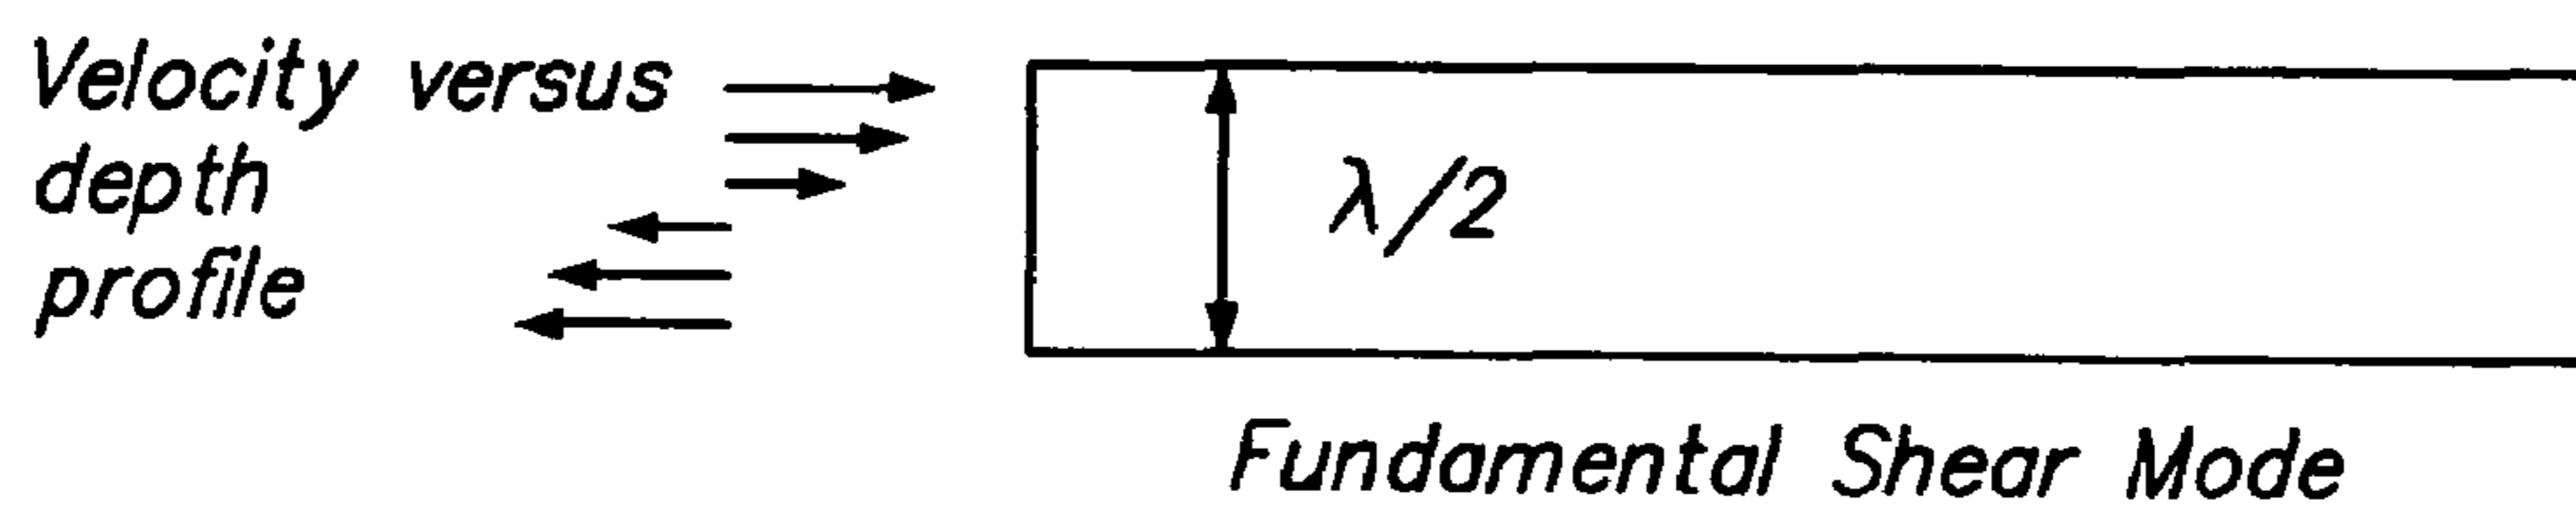 Velocity versus
depth
profile
λ/2
Fundamental Shear Mode